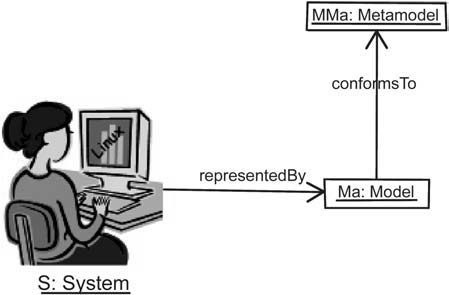 MMa: Metamodel
conformsTo
Linux
representedBy
Ma: Model
S: System